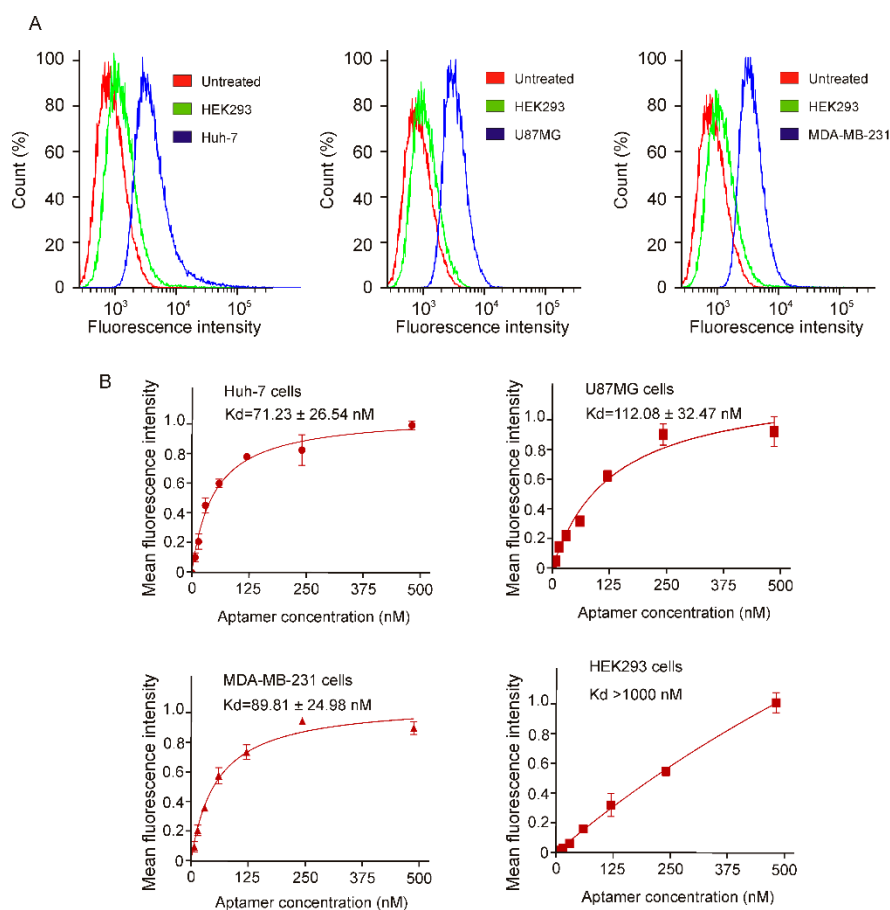 A
Count (%)
100
80
60
40
20
0
10³
10⁴
10⁵
Fluorescence intensity
Untreated
HEK293
Huh-7
Count (%)
100
80
60
40
20
0
10³
10⁴
10⁵
Fluorescence intensity
Untreated
HEK293
U87MG
Count (%)
100
80
60
40
20
0
10³
10⁴
10⁵
Fluorescence intensity
Untreated
HEK293
MDA-MB-231
B
Huh-7 cells
Kd=71.23 ± 26.54 nM
Mean fluorescence intensity
1.0
0.8
0.6
0.4
0.2
0
0
125
250
375
500
Aptamer concentration (nM)
U87MG cells
Kd=112.08 ± 32.47 nM
Mean fluorescence intensity
1.0
0.8
0.6
0.4
0.2
0
0
125
250
375
500
Aptamer concentration (nM)
MDA-MB-231 cells
Kd=89.81 ± 24.98 nM
Mean fluorescence intensity
1.0
0.8
0.6
0.4
0.2
0
0
125
250
375
500
Aptamer concentration (nM)
HEK293 cells
Kd >1000 nM
Mean fluorescence intensity
1.0
0.8
0.6
0.4
0.2
0
0
125
250
375
500
Aptamer concentration (nM)